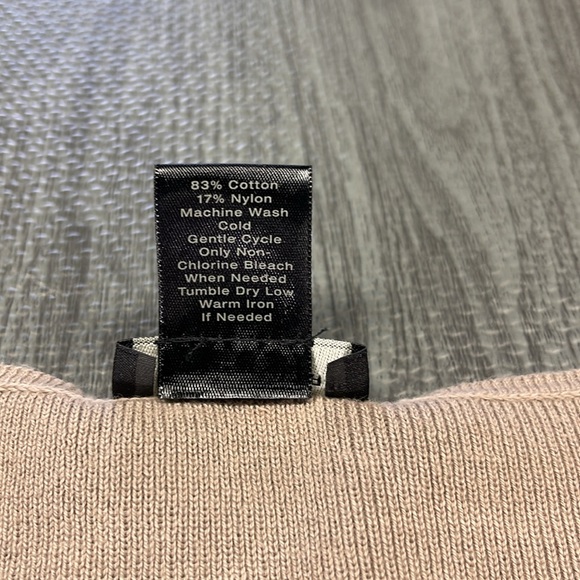 83% Cotton
17% Nylon
Machine Wash
Cold
Gentle Cycle
Only Non-
Chlorine Bleach
When Needed
Tumble Dry Low
Warm Iron
If Needed